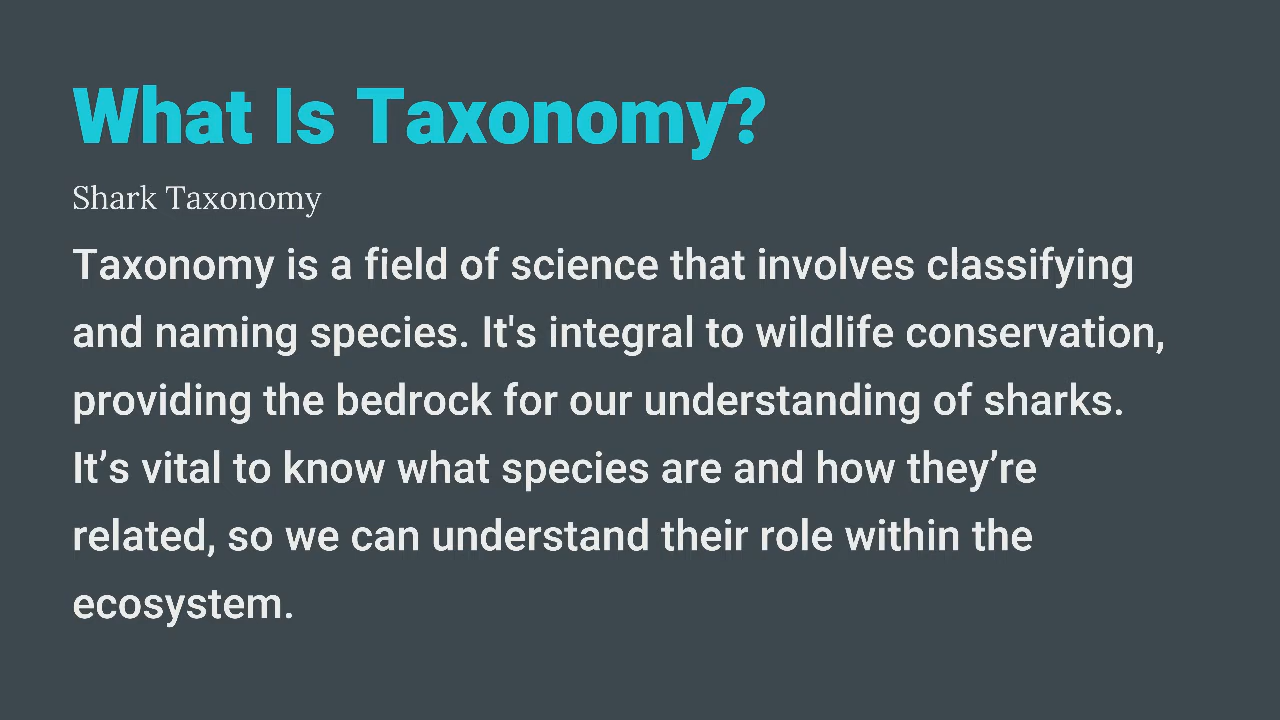 What Is Taxonomy?
Shark Taxonomy
Taxonomy is a field of science that involves classifying
and naming species. It's integral to wildlife conservation,
providing the bedrock for our understanding of sharks.
It’s vital to know what species are and how they’re
related, so we can understand their role within the
ecosystem.